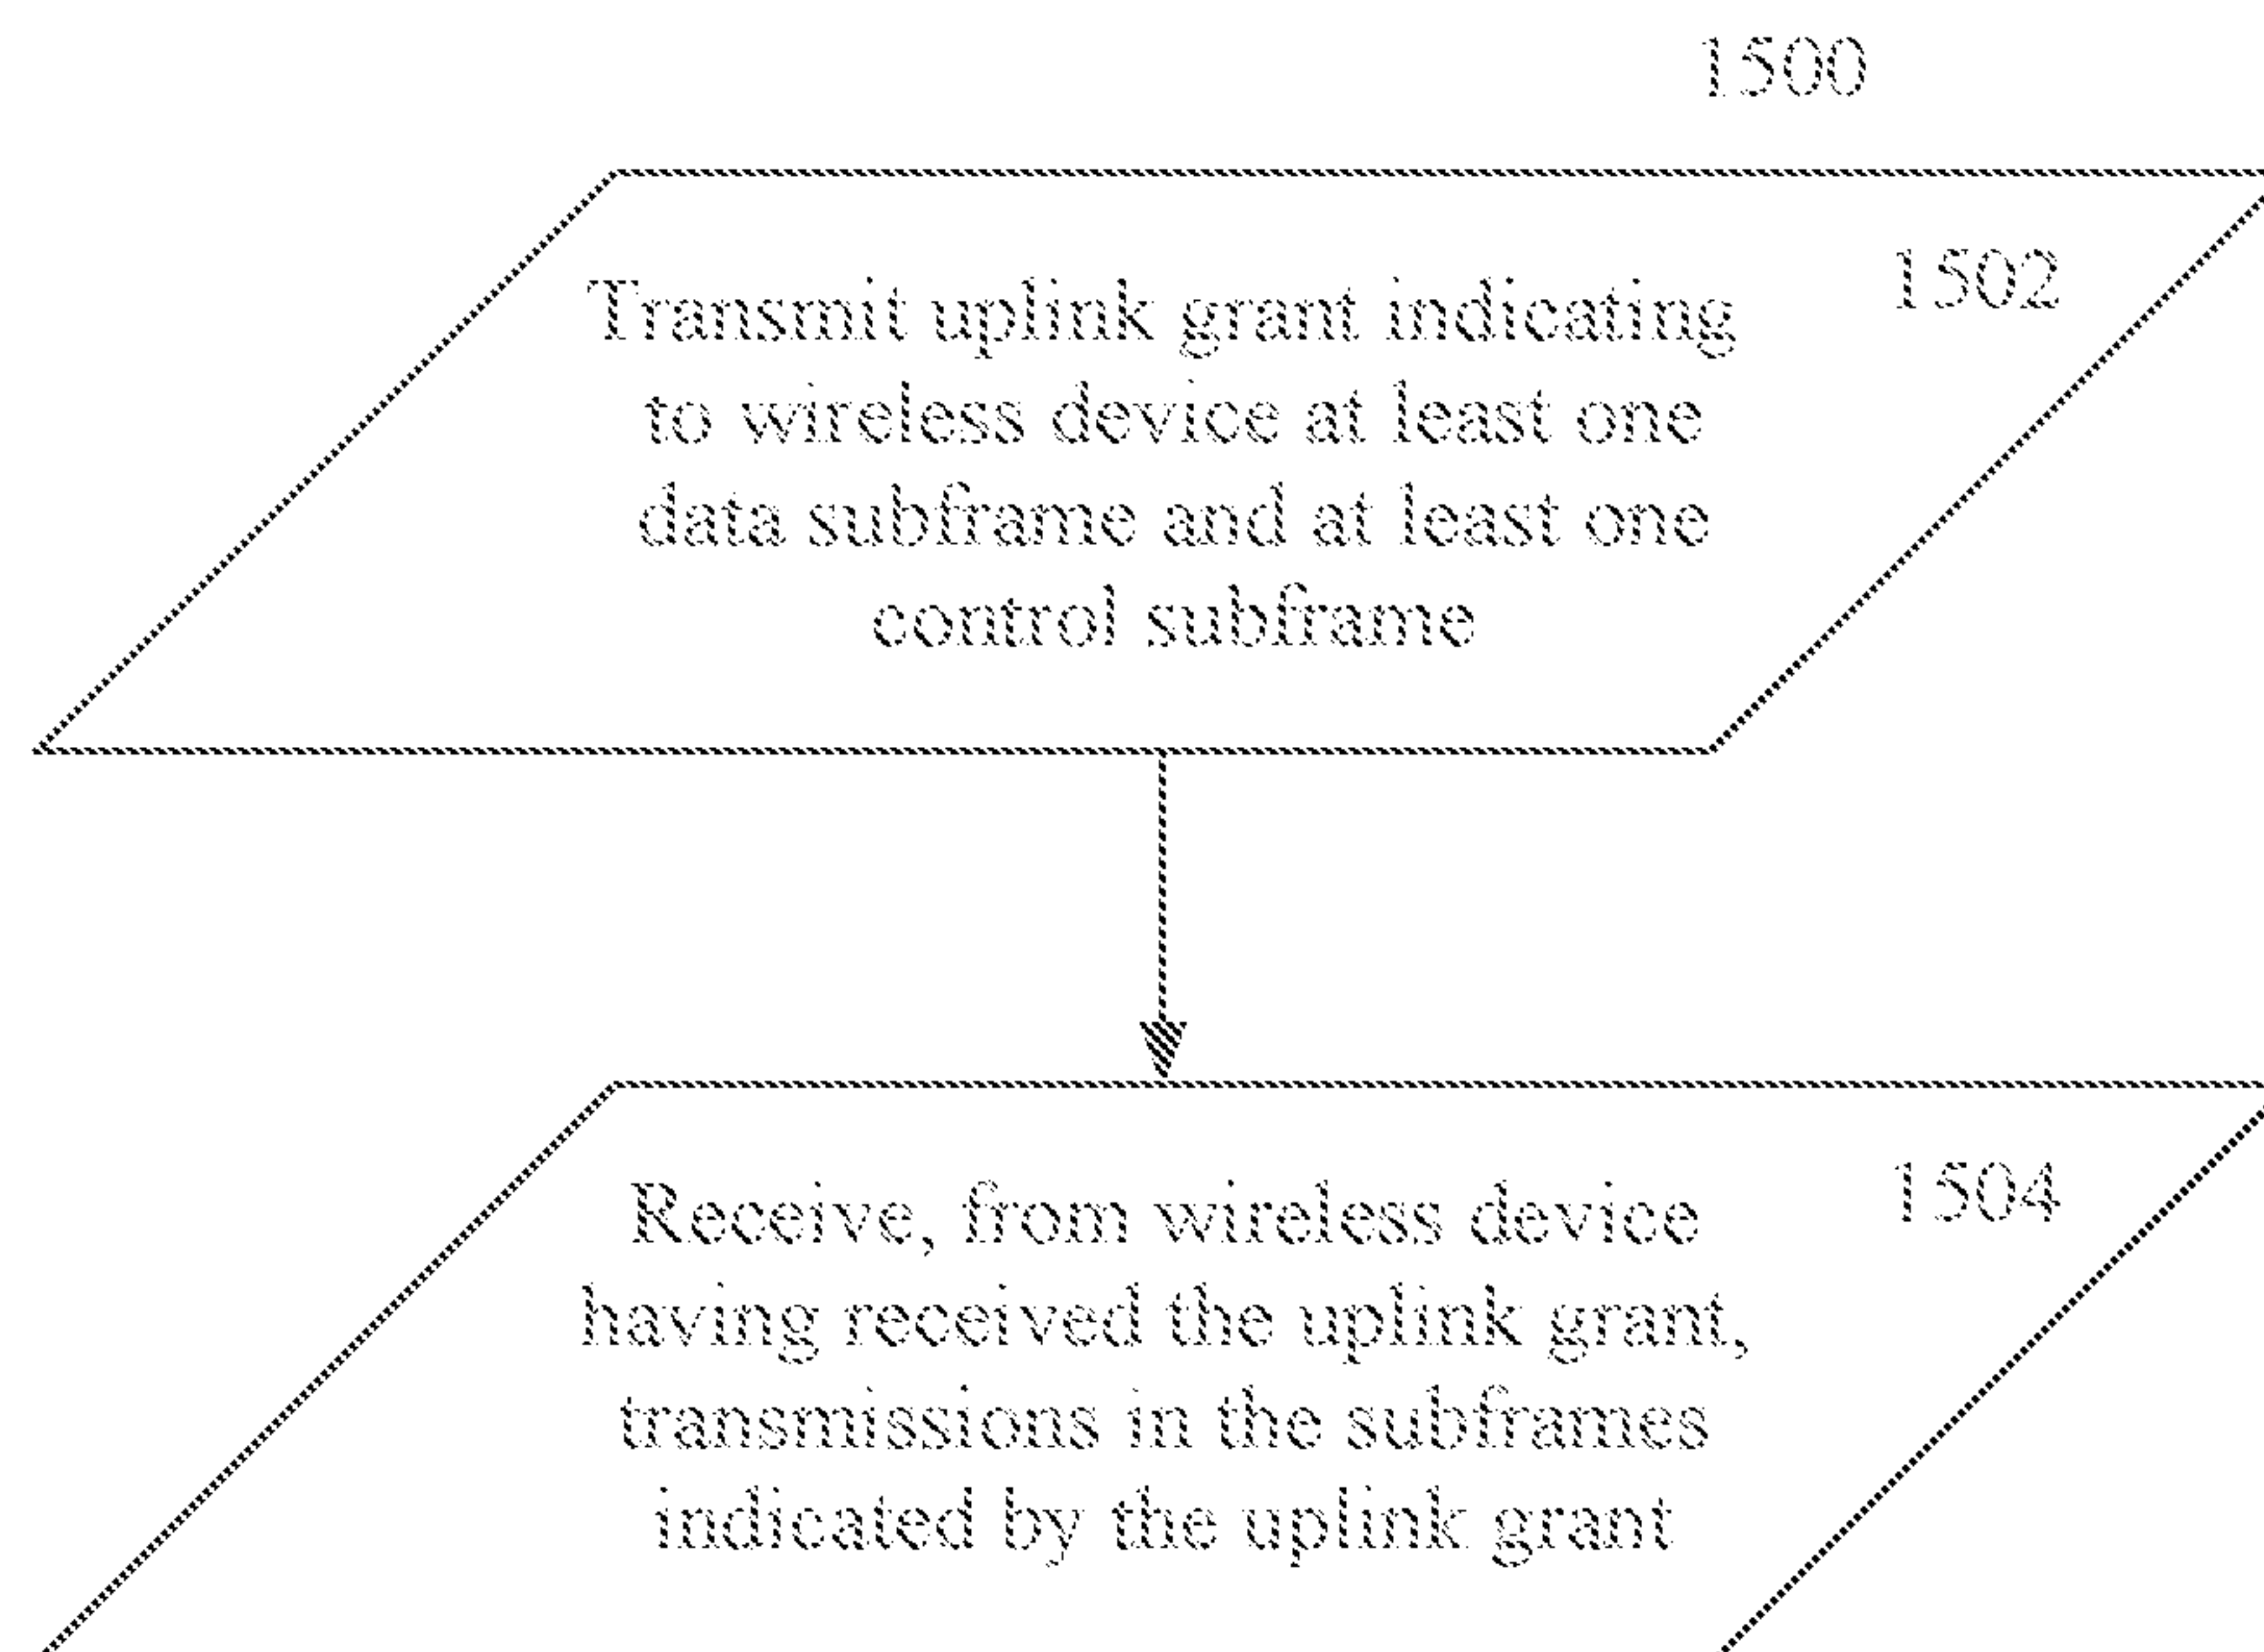 1500
1502
Transmit uplink grant indicating
to wireless device at least one
data subframe and at least one
control subframe
1504
Receive, from wireless device
having received the uplink grant,
transmissions in the subframes
indicated by the uplink grant